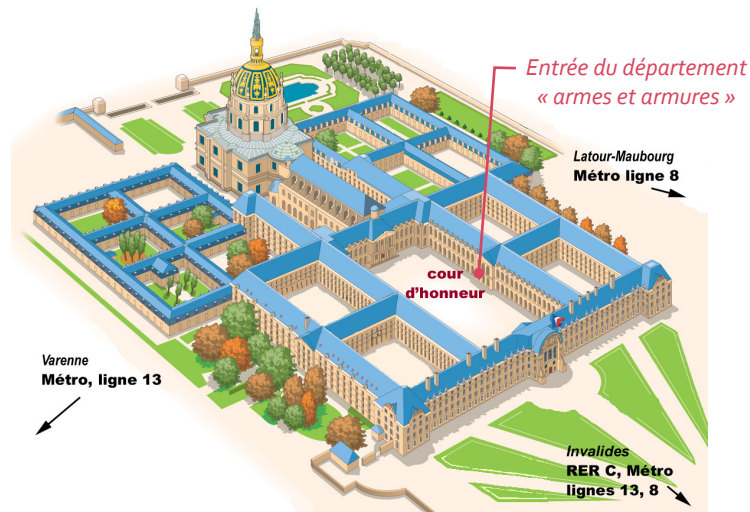 Entrée du département
« armes et armures »
Latour-Maubourg
Métro ligne 8
cour
d'honneur
Varenne
Métro, ligne 13
Invalides
RER C, Métro
lignes 13, 8